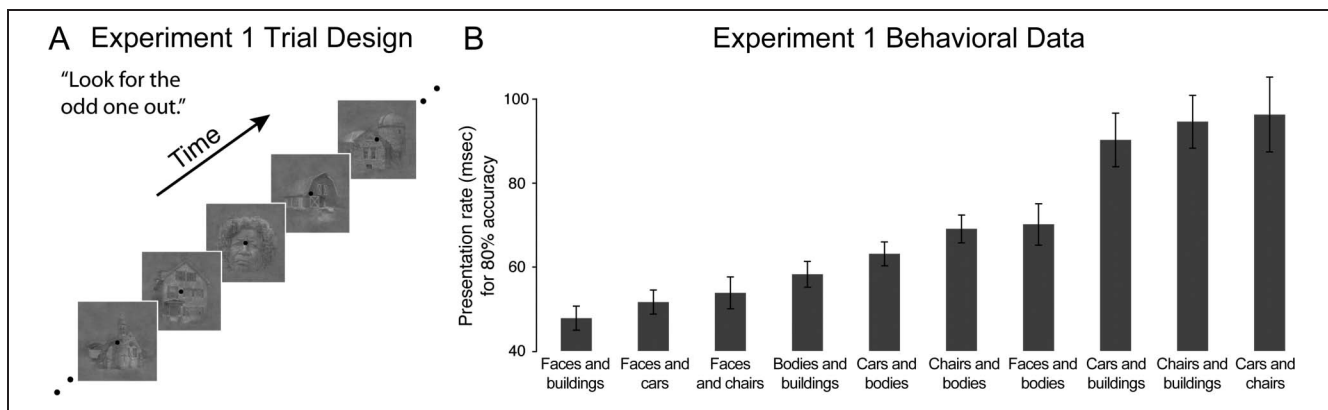 A Experiment 1 Trial Design
“Look for the
odd one out.”
Time
B Experiment 1 Behavioral Data
Presentation rate (msec)
for 80% accuracy
100
80
60
40
Faces and
buildings
Faces and
cars
Faces
and chairs
Bodies and
buildings
Cars and
bodies
Chairs and
bodies
Faces and
bodies
Cars and
buildings
Chairs and
buildings
Cars and
chairs